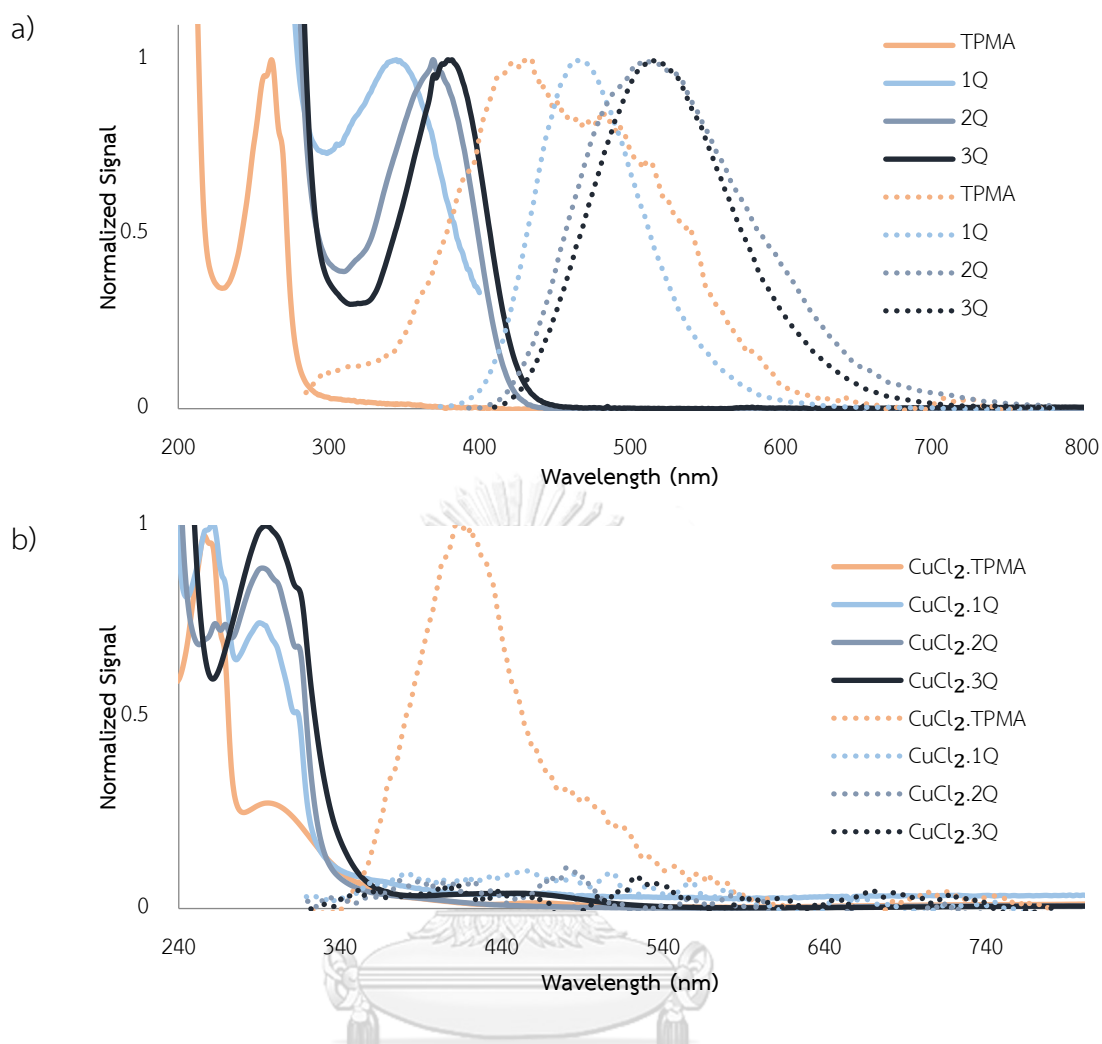 a)
Normalized Signal
1
0.5
0
200 300 400 500 600 700 800
Wavelength (nm)
TPMA
1Q
2Q
3Q
TPMA
1Q
2Q
3Q
b)
Normalized Signal
1
0.5
0
240 340 440 540 640 740
Wavelength (nm)
CuCl₂.TPMA
CuCl₂.1Q
CuCl₂.2Q
CuCl₂.3Q
CuCl₂.TPMA
CuCl₂.1Q
CuCl₂.2Q
CuCl₂.3Q